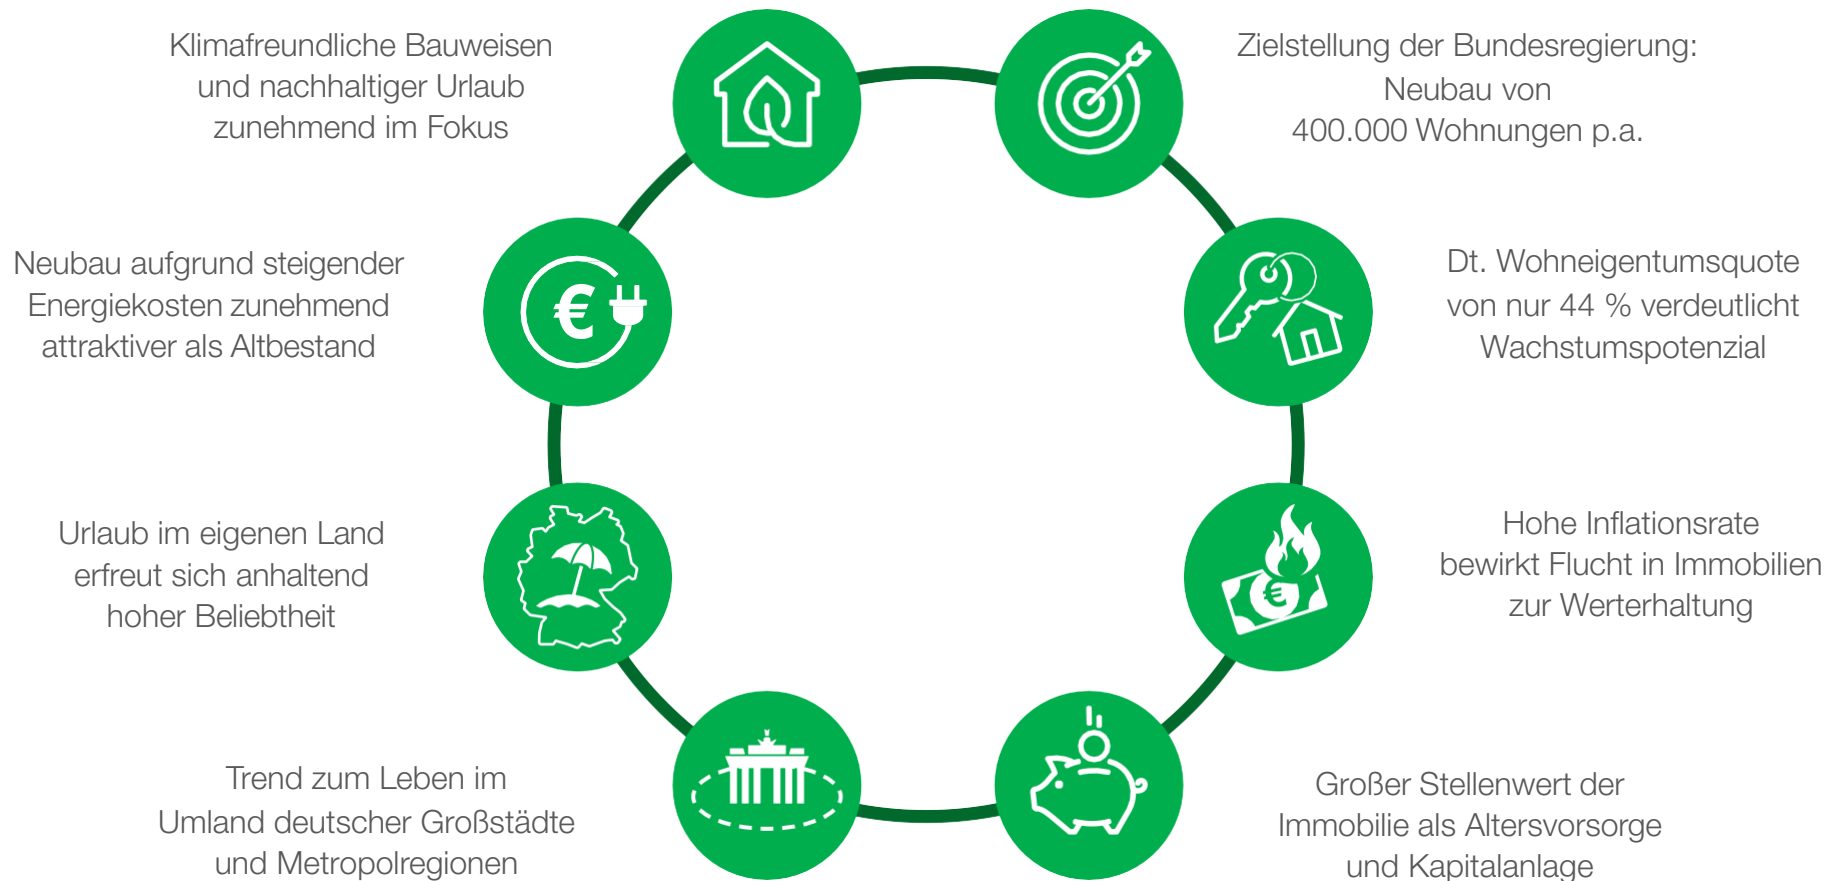 Klimafreundliche Bauweisen
und nachhaltiger Urlaub
zunehmend im Fokus
Zielstellung der Bundesregierung:
Neubau von
400.000 Wohnungen p.a.
Neubau aufgrund steigender
Energiekosten zunehmend
attraktiver als Altbestand
€
Dt. Wohneigentumsquote
von nur 44 % verdeutlicht
Wachstumspotenzial
Urlaub im eigenen Land
erfreut sich anhaltend
hoher Beliebtheit
€
Hohe Inflationsrate
bewirkt Flucht in Immobilien
zur Werterhaltung
Trend zum Leben im
Umland deutscher Großstädte
und Metropolregionen
Großer Stellenwert der
Immobilie als Altersvorsorge
und Kapitalanlage